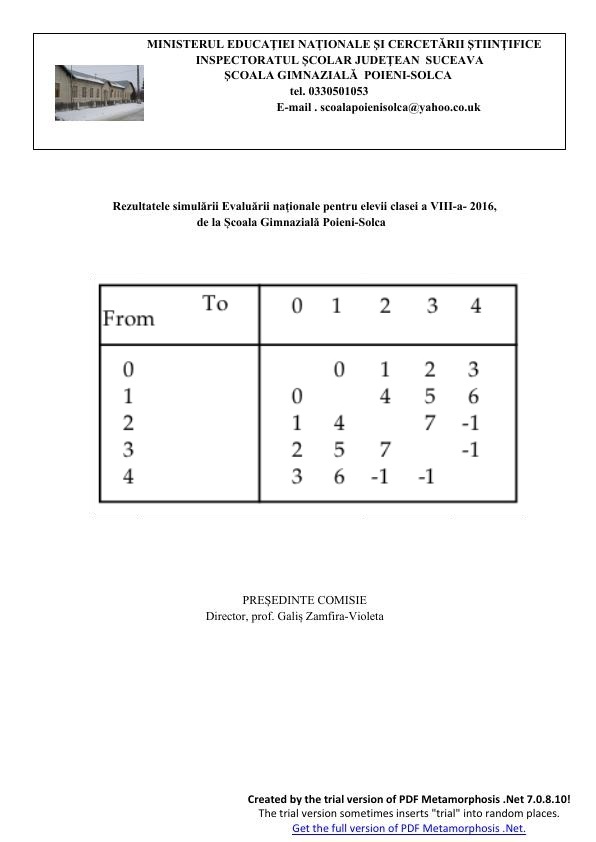 MINISTERUL EDUCAȚIEI NAȚIONALE ȘI CERCETĂRII ȘTIINȚIFICE
INSPECTORATUL ȘCOLAR JUDEȚEAN SUCEAVA
ȘCOALA GIMNAZIALĂ POIENI-SOLCA
tel. 0330501053
E-mail . scoalapoienisolca@yahoo.co.uk
Rezultatele simulării Evaluării naționale pentru elevii clasei a VIII-a- 2016,
de la Școala Gimnazială Poieni-Solca
From To 0 1 2 3 4
0 0 1 2 3
1 0 4 5 6
2 1 4 7 -1
3 2 5 7 -1
4 3 6 -1 -1
PREȘEDINTE COMISIE
Director, prof. Galiș Zamfira-Violeta
Created by the trial version of PDF Metamorphosis .Net 7.0.8.10!
The trial version sometimes inserts "trial" into random places.
Get the full version of PDF Metamorphosis .Net.